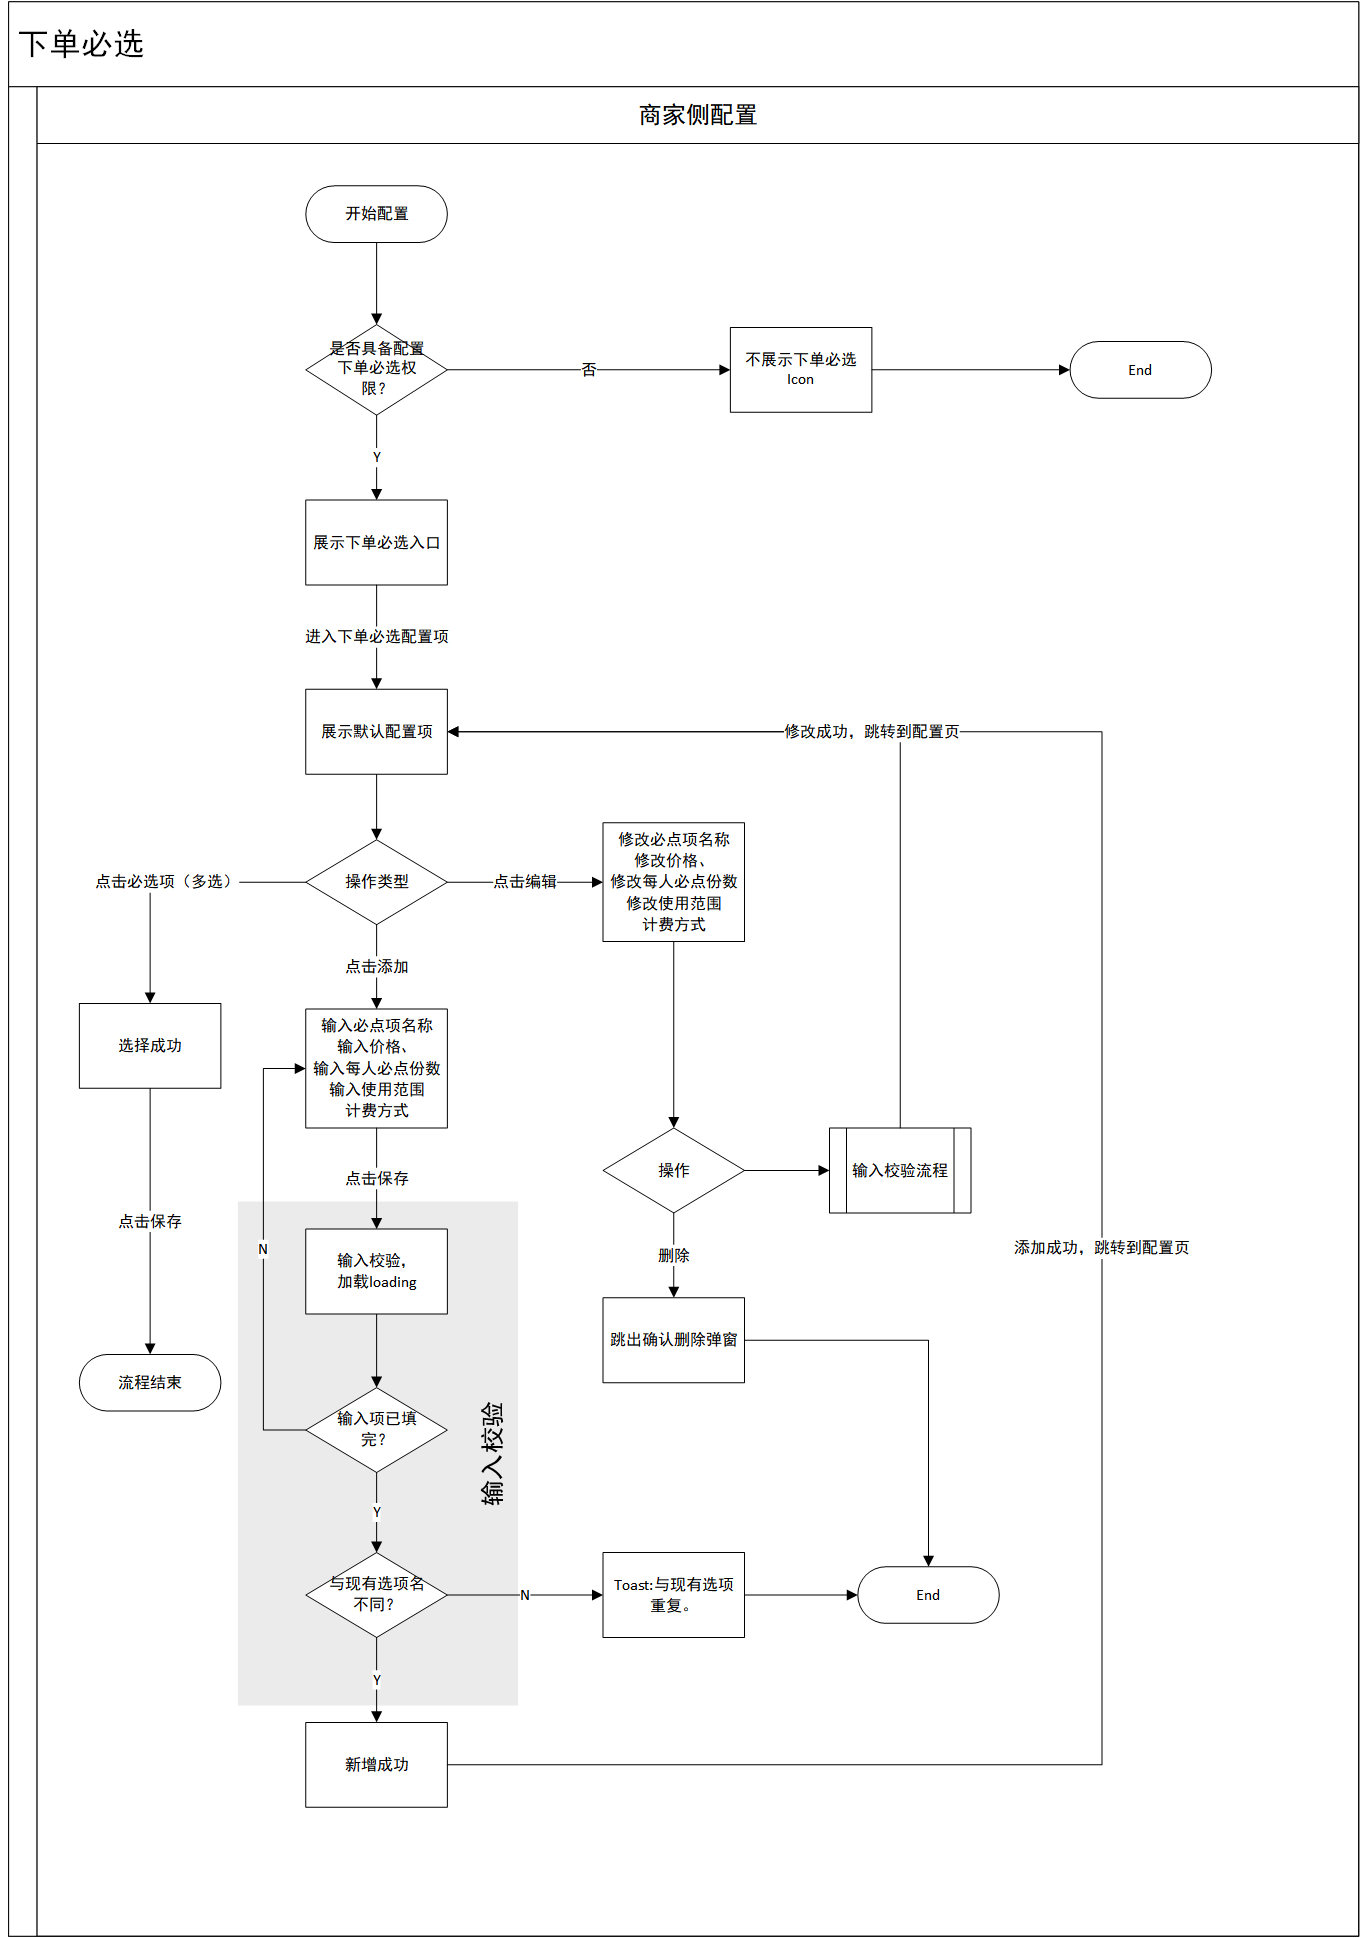 下单必选
商家侧配置
开始配置
是否具备配置
下单必选权
限？
否
不展示下单必选
Icon
End
Y
展示下单必选入口
进入下单必选配置项
展示默认配置项
修改成功，跳转到配置页
操作类型
点击必选项（多选）
点击编辑
修改必点项名称
修改价格、
修改每人必点份数
修改使用范围
计费方式
点击添加
选择成功
输入必点项名称
输入价格、
输入每人必点份数
输入使用范围
计费方式
操作
输入校验流程
点击保存
点击保存
N
删除
添加成功，跳转到配置页
输入校验，
加载loading
跳出确认删除弹窗
流程结束
输入项已填
完？
输入校验
Y
与现有选项名
不同？
N
Toast:与现有选项
重复。
End
Y
新增成功